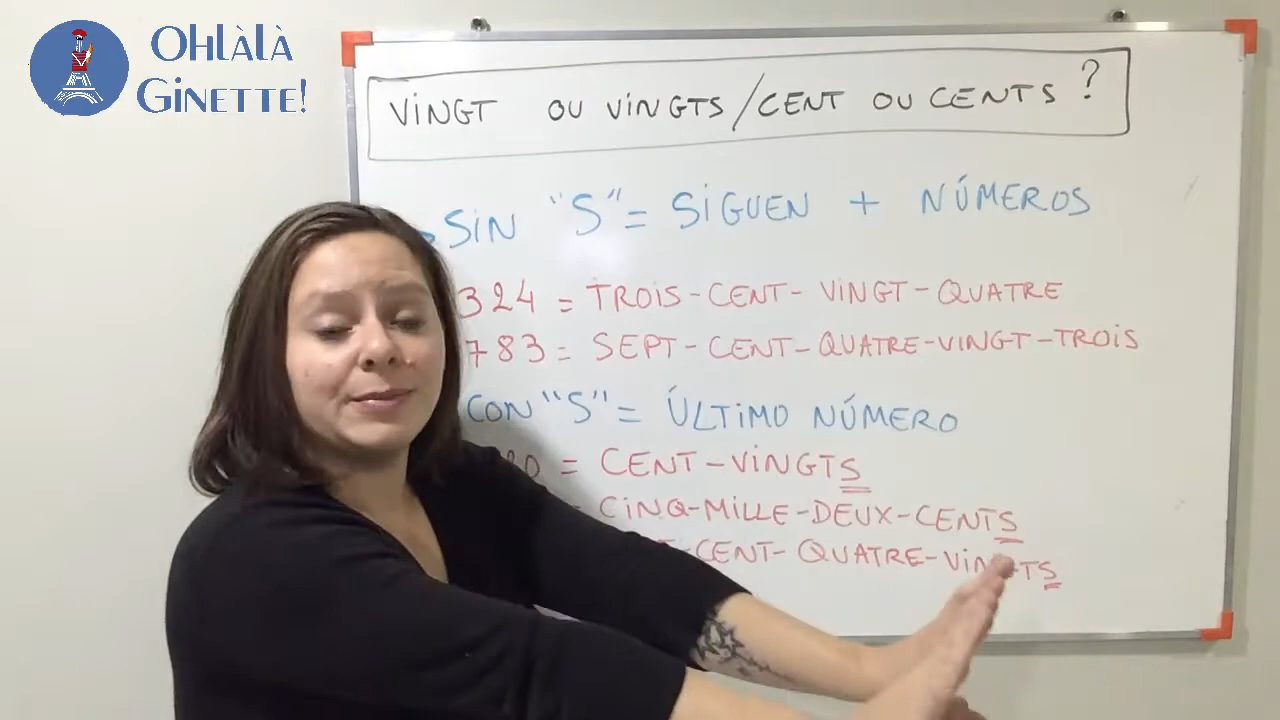 OHLÀLÀ
GINETTE!
VINGT OU VINGTS/CENT OU CENTS?
SIN "S" = SIGUEN + NÚMEROS
324 = TROIS-CENT-VINGT-QUATRE
783 = SEPT-CENT-QUATRE-VINGT-TROIS
CON "S" = ÚLTIMO NÚMERO
= CENT-VINGTS
CINQ-MILLE-DEUX-CENTS
-CENT-QUATRE-VINGTS